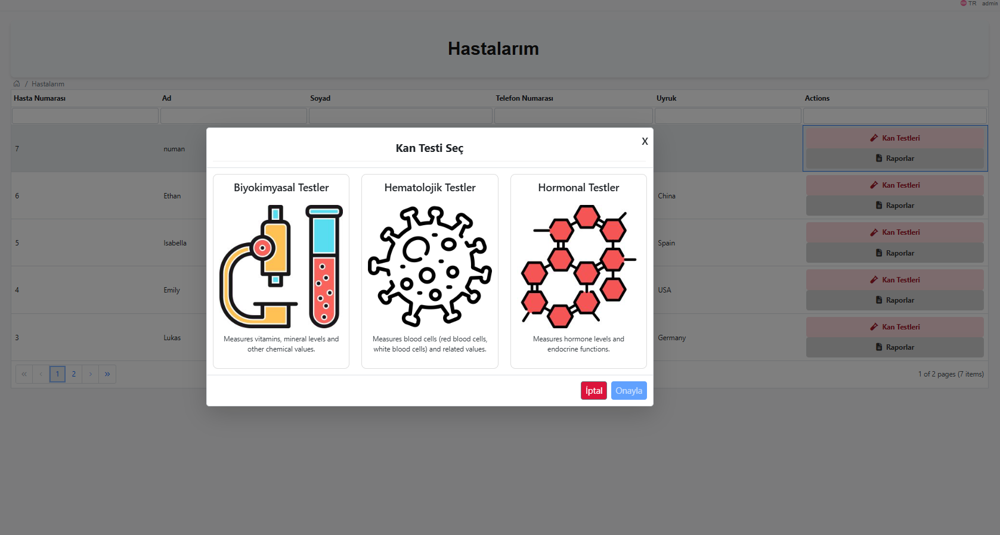 TR admin
Hastalarım
/ Hastalarım
Hasta Numarası Ad Soyad Telefon Numarası Uyruk Actions
7 numan Kan Testleri
Raporlar
6 Ethan China Kan Testleri
Raporlar
5 Isabella Spain Kan Testleri
Raporlar
4 Emily USA Kan Testleri
Raporlar
3 Lukas Germany Kan Testleri
Raporlar
« ‹ 1 2 › » 1 of 2 pages (7 items)
Kan Testi Seç X
Biyokimyasal Testler
Measures vitamins, mineral levels and
other chemical values.
Hematolojik Testler
Measures blood cells (red blood cells,
white blood cells) and related values.
Hormonal Testler
Measures hormone levels and
endocrine functions.
İptal Onayla